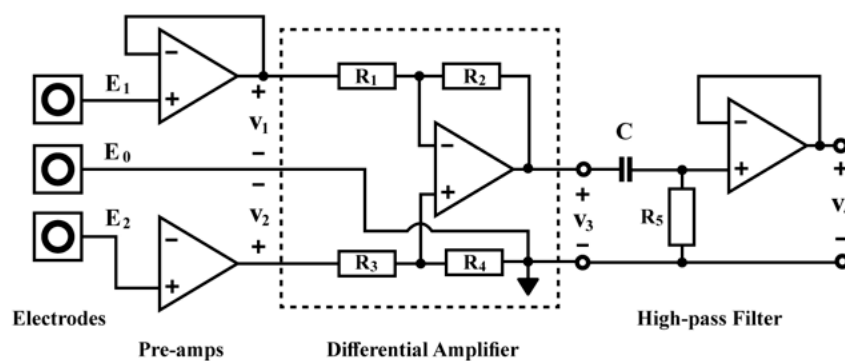 E1
E0
E2
−
+
+
v1
−
−
v2
+
−
+
R1
R2
−
+
R3
R4
+
v3
−
C
R5
−
+
+
v
−
Electrodes
Pre-amps
Differential Amplifier
High-pass Filter